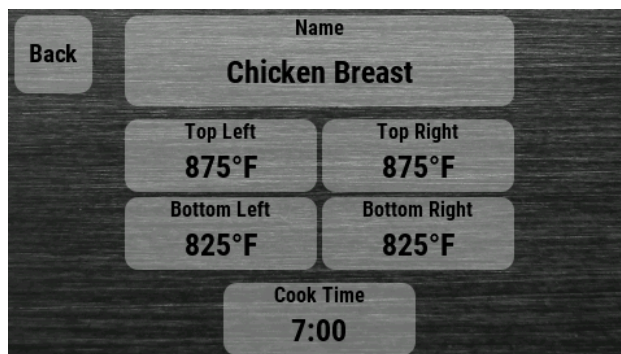 Back
Name
Chicken Breast
Top Left
875°F
Top Right
875°F
Bottom Left
825°F
Bottom Right
825°F
Cook Time
7:00